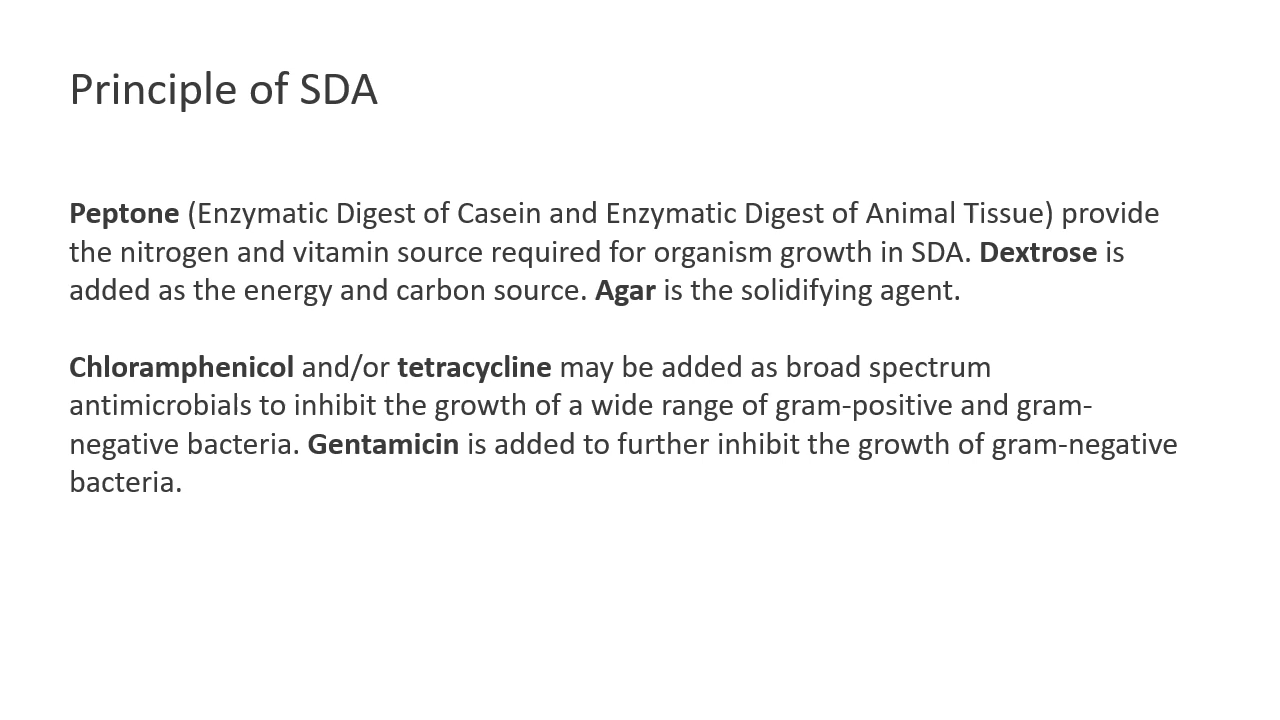 Principle of SDA
Peptone (Enzymatic Digest of Casein and Enzymatic Digest of Animal Tissue) provide
the nitrogen and vitamin source required for organism growth in SDA. Dextrose is
added as the energy and carbon source. Agar is the solidifying agent.
Chloramphenicol and/or tetracycline may be added as broad spectrum
antimicrobials to inhibit the growth of a wide range of gram-positive and gram-
negative bacteria. Gentamicin is added to further inhibit the growth of gram-negative
bacteria.